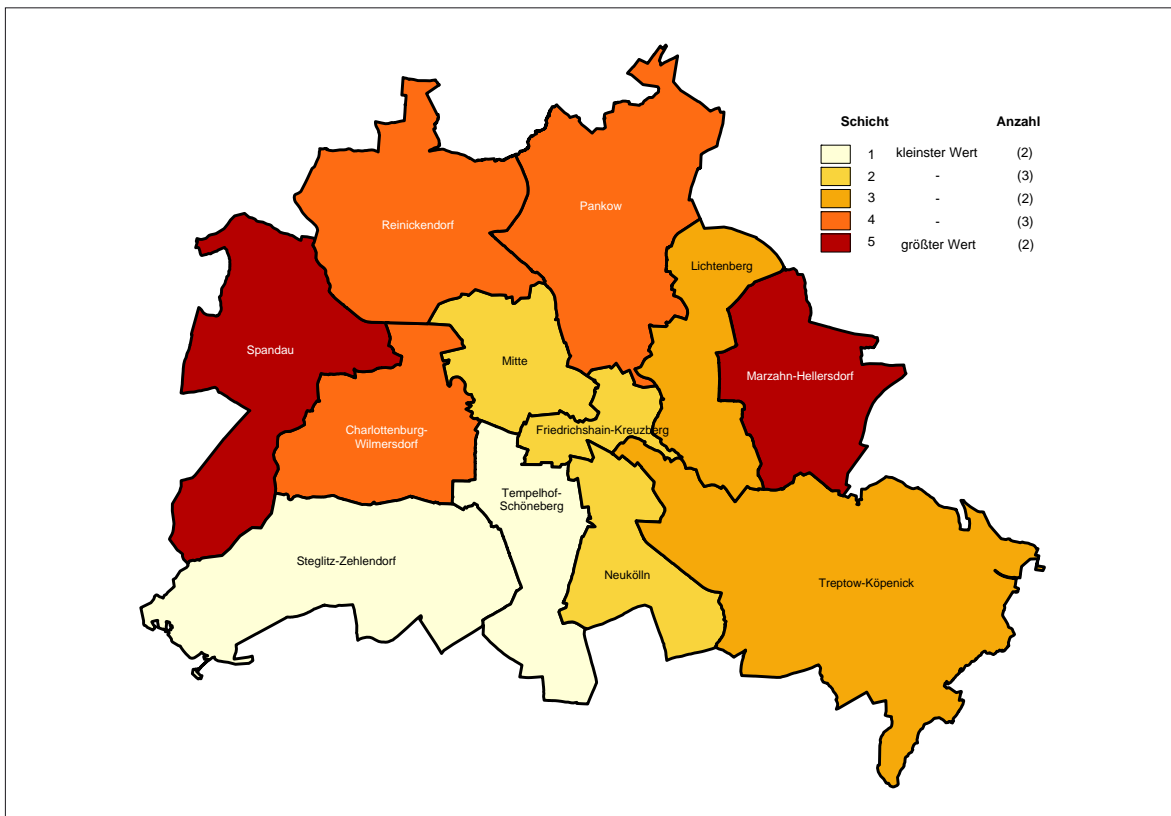 Schicht Anzahl
1 kleinster Wert (2)
2 - (3)
3 - (2)
4 - (3)
5 größter Wert (2)
Pankow
Reinickendorf
Lichtenberg
Spandau
Mitte
Marzahn-Hellersdorf
Charlottenburg-
Wilmersdorf
Friedrichshain-Kreuzberg
Tempelhof-
Schöneberg
Steglitz-Zehlendorf
Neukölln
Treptow-Köpenick